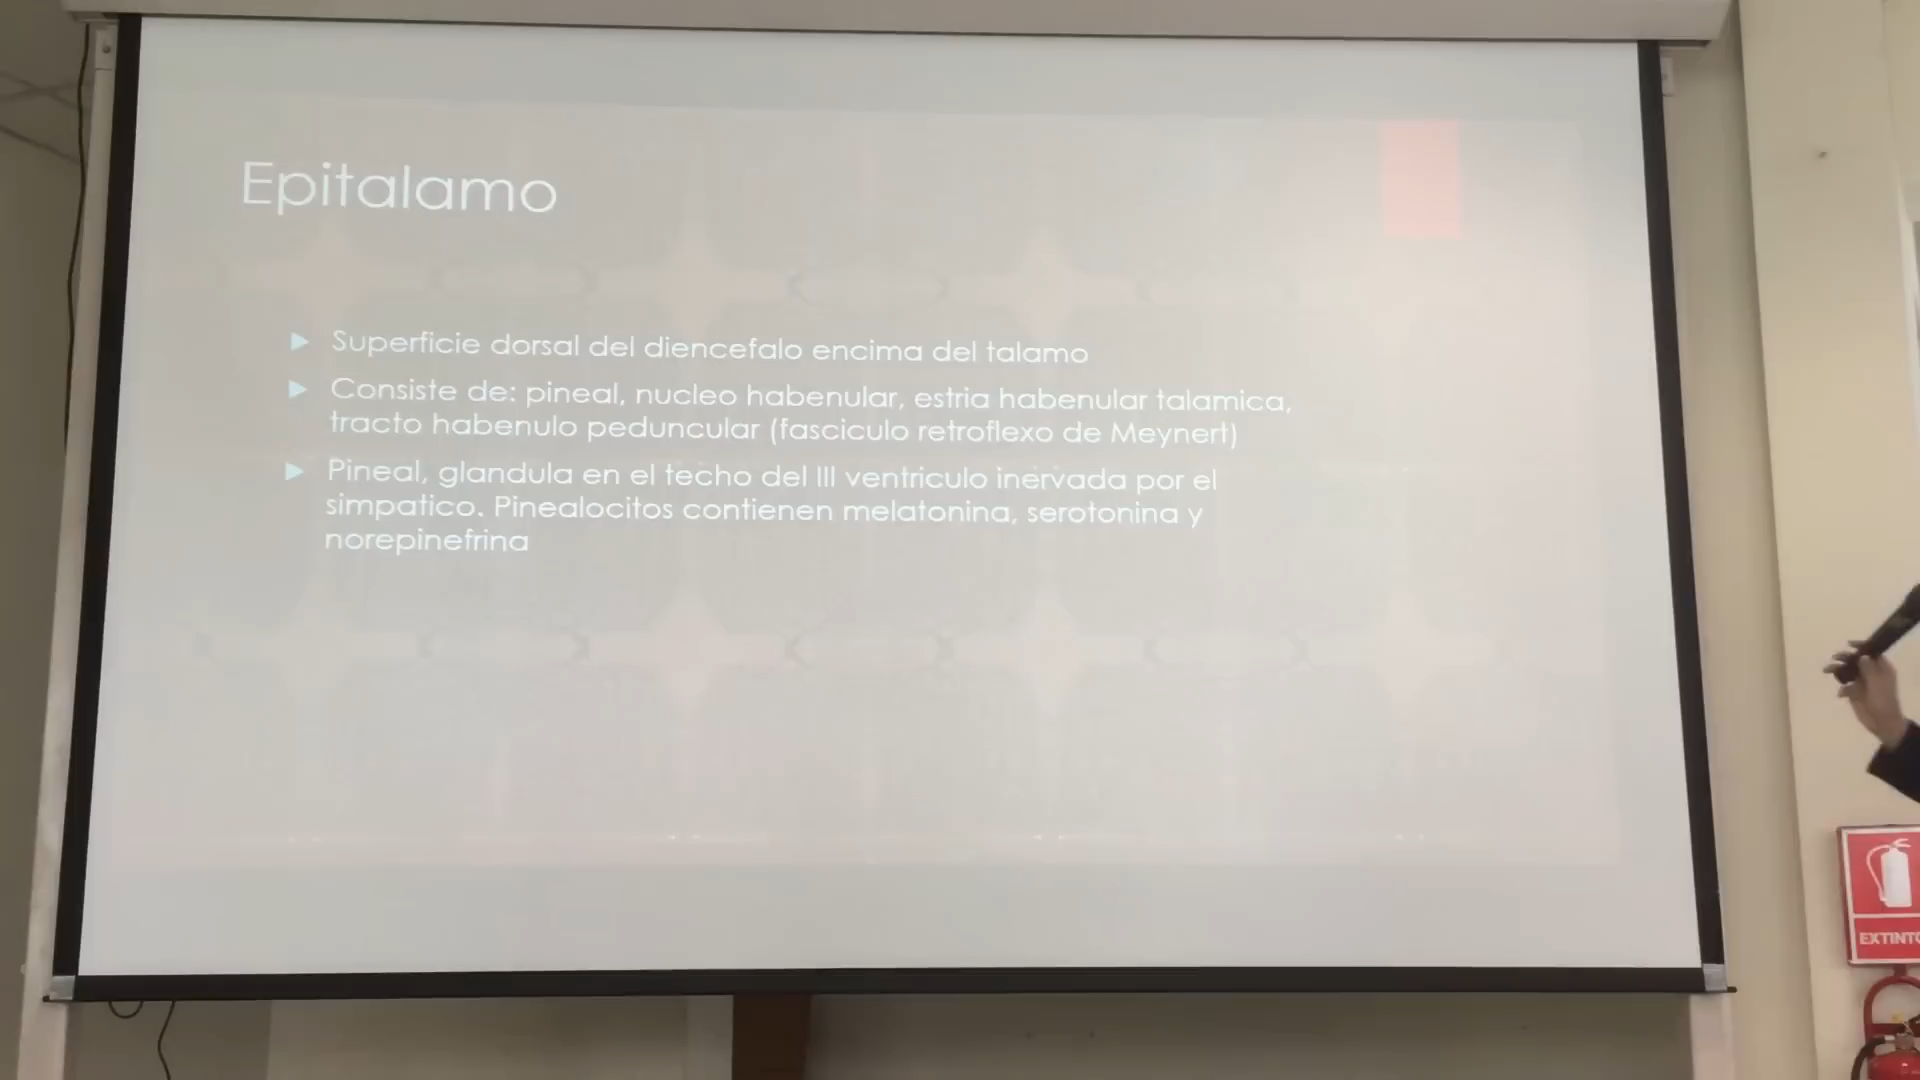 Epitalamo
Superficie dorsal del diencefalo encima del talamo
Consiste de: pineal, nucleo habenular, estria habenular talamica,
tracto habenulo peduncular (fasciculo retroflexo de Meynert)
Pineal, glandula en el techo del III ventriculo inervada por el
simpatico. Pinealocitos contienen melatonina, serotonina y
norepinefrina
EXTINTO